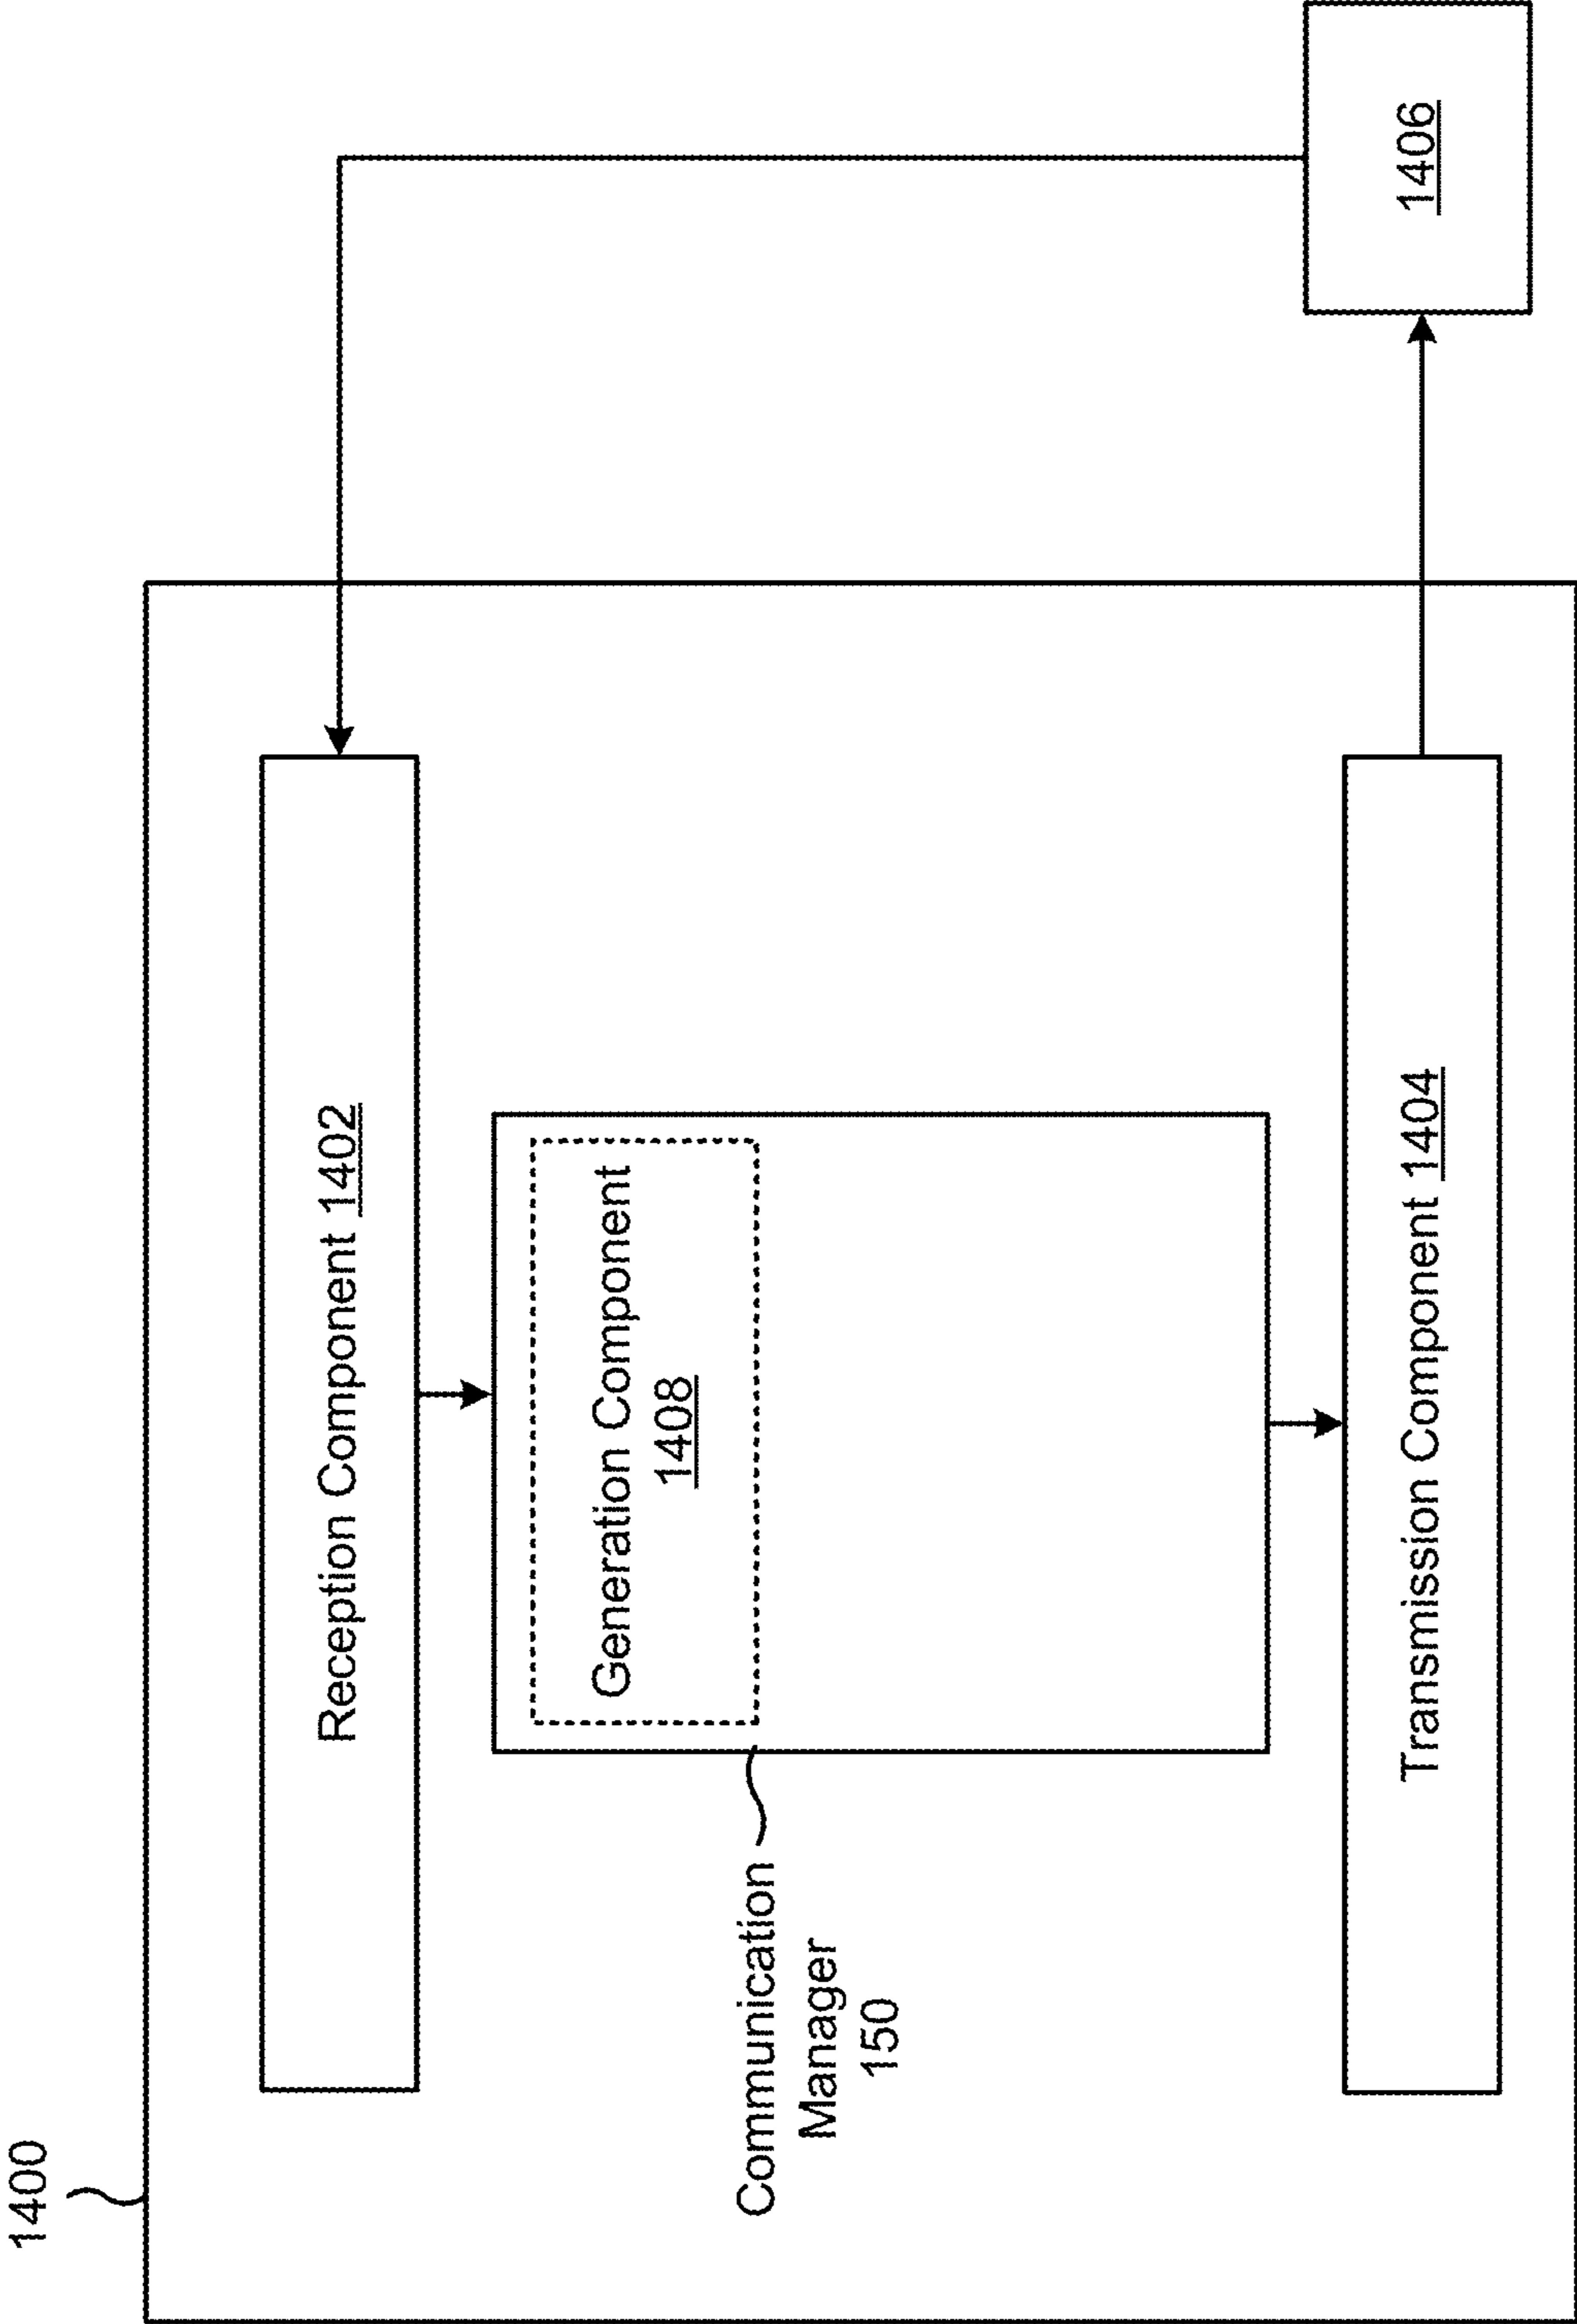 1400
Reception Component 1402
Generation Component
1408
Communication
Manager
150
Transmission Component 1404
1406